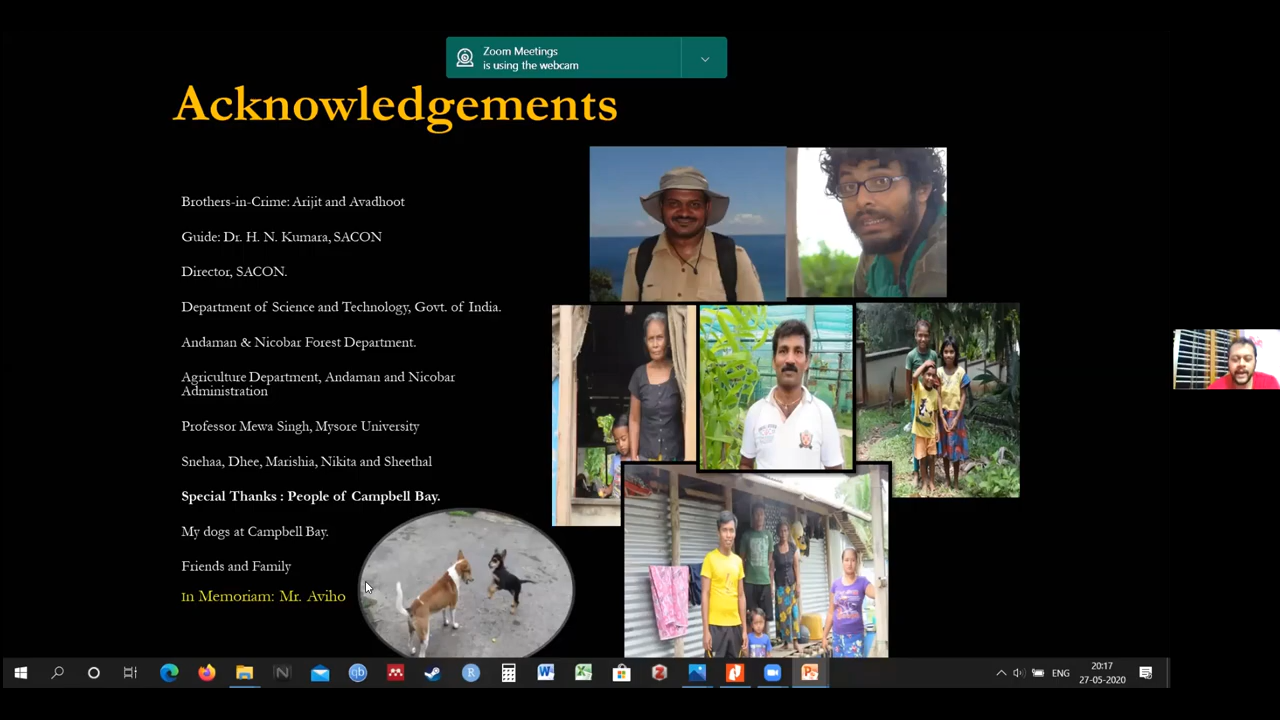 Zoom Meetings
is using the webcam
Acknowledgements
Brothers-in-Crime: Arijit and Avadhoot
Guide: Dr. H. N. Kumara, SACON
Director, SACON.
Department of Science and Technology, Govt. of India.
Andaman & Nicobar Forest Department.
Agriculture Department, Andaman and Nicobar
Administration
Professor Mewa Singh, Mysore University
Snehaa, Dhee, Marishia, Nikita and Sheethal
Special Thanks : People of Campbell Bay.
My dogs at Campbell Bay.
Friends and Family
In Memoriam: Mr. Aviho
ENG
20:17
27-05-2020